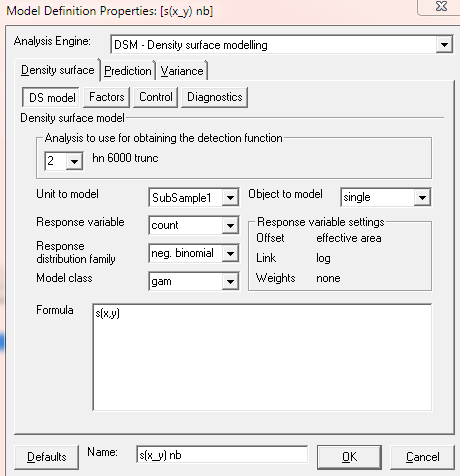 Model Definition Properties: [s(x_y) nb]
Analysis Engine: DSM - Density surface modelling
Density surface Prediction Variance
DS model Factors Control Diagnostics
Density surface model
Analysis to use for obtaining the detection function
2 hn 6000 trunc
Unit to model SubSample1 Object to model single
Response variable count Response variable settings
Offset effective area
Response distribution family neg. binomial Link log
Model class gam Weights none
Formula s(x,y)
Defaults Name: s(x_y) nb OK Cancel